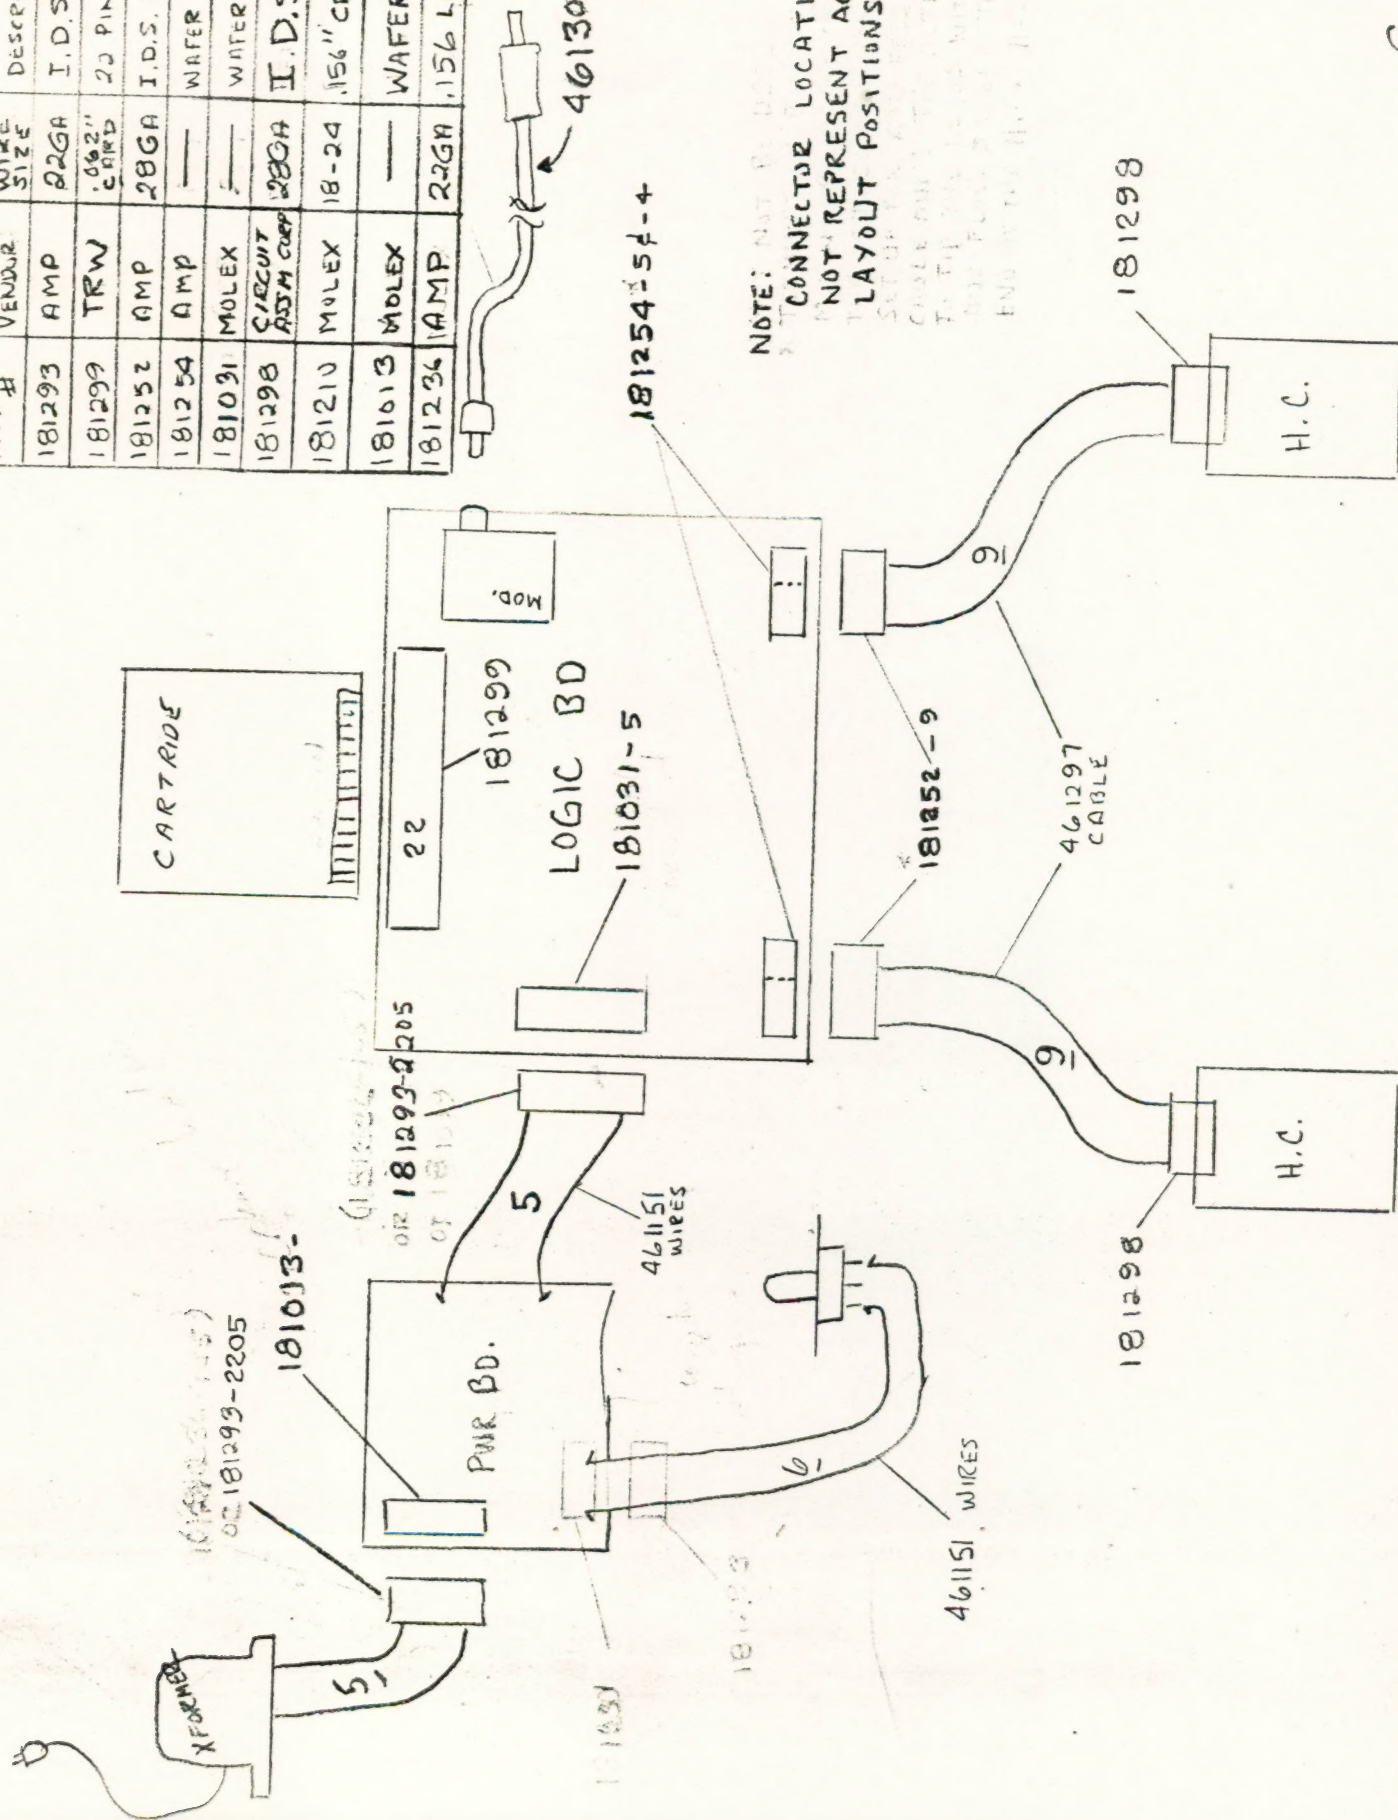 # VENDOR WIRE SIZE
181293 AMP 22GA I.D.S
181299 TRW .062" CARD 22 PIN
181252 AMP 28GA I.D.S.
181254 AMP — WAFER
181031 MOLEX — WAFER
181298 CIRCUIT ASSM CORP 28GA I.D.S
181210 MOLEX 18-24 .156"
181013 MOLEX — WAFER
181236 AMP 22GA .156
46130
XFORMER
5
OR 181293-2205
181013-
PWR BD.
5
OR 181293-2205
461151
WIRES
6
461151 WIRES
CARTRIDE
22
181299
MOD.
LOGIC BD
181031-5
181254-5 & -4
NOTE:
CONNECTOR LOCATI
NOT REPRESENT AC
LAYOUT POSITIONS
181252-9
9
9
461297
CABLE
181298
H.C.
181298
H.C.